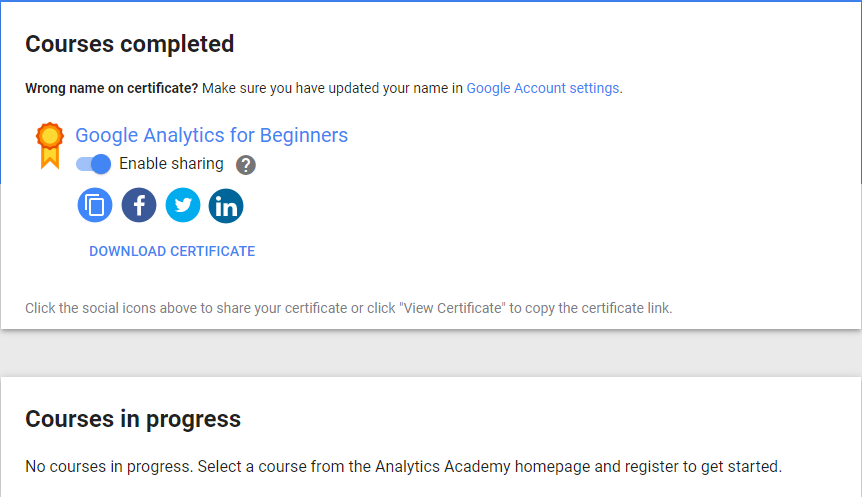 Courses completed
Wrong name on certificate? Make sure you have updated your name in Google Account settings.
Google Analytics for Beginners
Enable sharing ?
f in
DOWNLOAD CERTIFICATE
Click the social icons above to share your certificate or click "View Certificate" to copy the certificate link.
Courses in progress
No courses in progress. Select a course from the Analytics Academy homepage and register to get started.